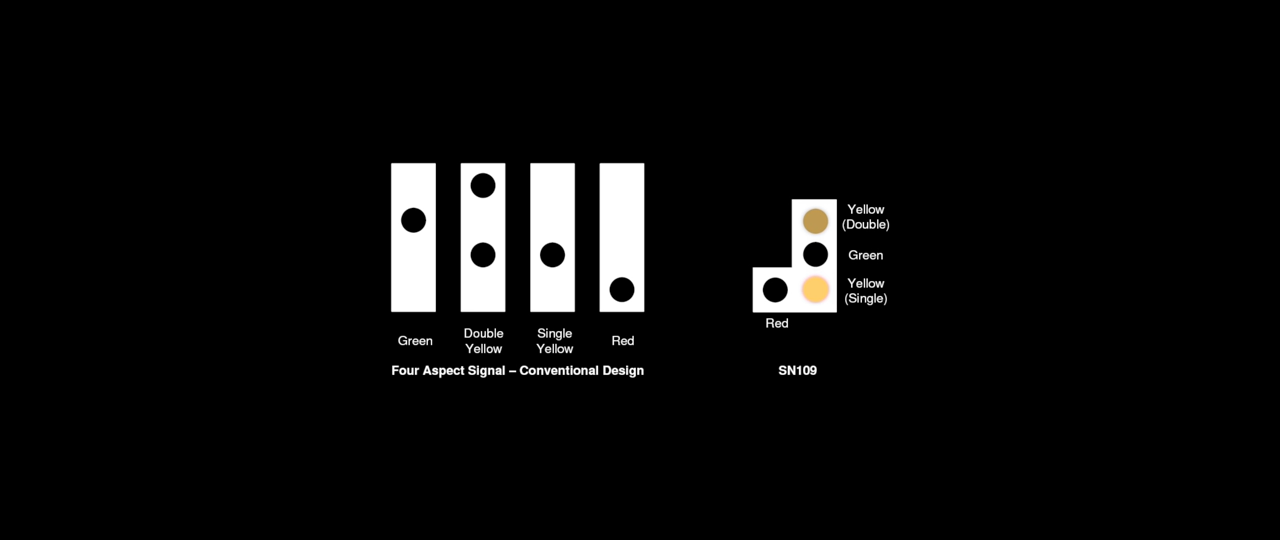 Green
Double
Yellow
Single
Yellow
Red
Four Aspect Signal – Conventional Design
Yellow
(Double)
Green
Yellow
(Single)
Red
SN109